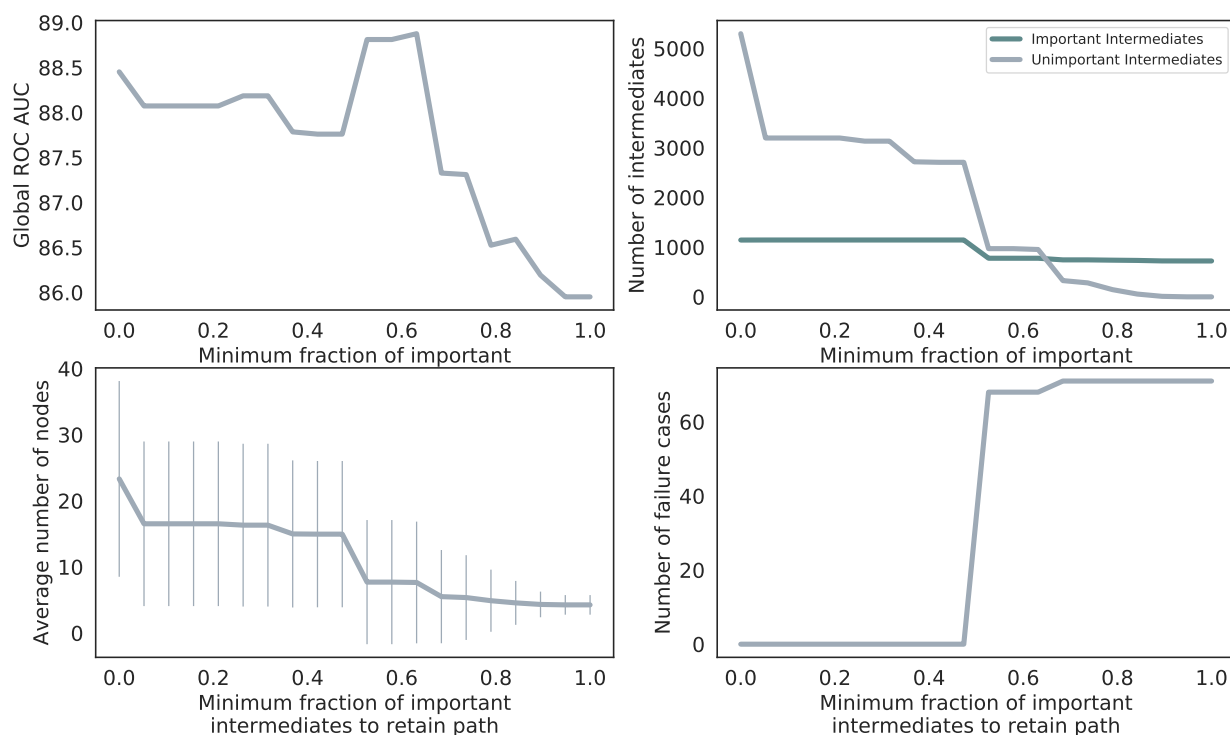 89.0
88.5
88.0
87.5
87.0
86.5
86.0
Global ROC AUC
0.0 0.2 0.4 0.6 0.8 1.0
Minimum fraction of important
5000
4000
3000
2000
1000
0
Number of intermediates
Important Intermediates
Unimportant Intermediates
0.0 0.2 0.4 0.6 0.8 1.0
Minimum fraction of important
40
30
20
10
0
Average number of nodes
0.0 0.2 0.4 0.6 0.8 1.0
Minimum fraction of important
intermediates to retain path
60
40
20
0
Number of failure cases
0.0 0.2 0.4 0.6 0.8 1.0
Minimum fraction of important
intermediates to retain path